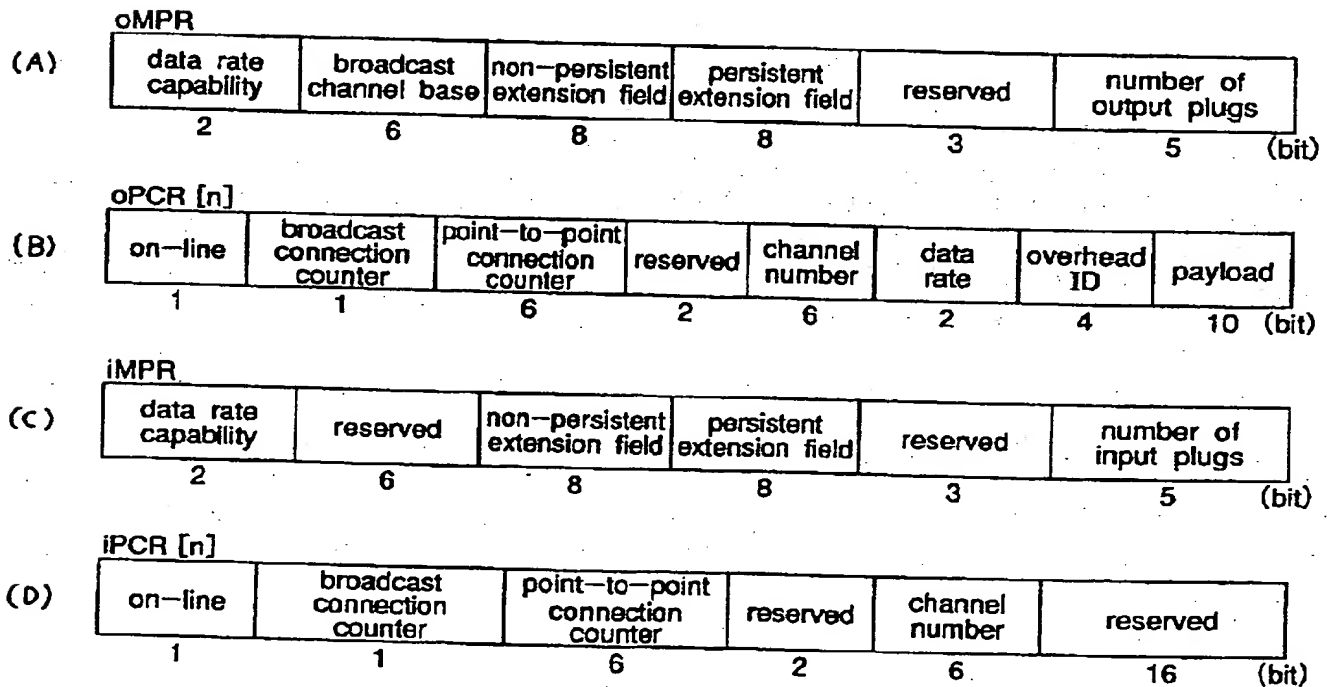 oMPR
(A)
data rate capability
broadcast channel base
non-persistent extension field
persistent extension field
reserved
number of output plugs
2 6 8 8 3 5 (bit)
oPCR [n]
(B)
on-line
broadcast connection counter
point-to-point connection counter
reserved
channel number
data rate
overhead ID
payload
1 1 6 2 6 2 4 10 (bit)
iMPR
(C)
data rate capability
reserved
non-persistent extension field
persistent extension field
reserved
number of input plugs
2 6 8 8 3 5 (bit)
iPCR [n]
(D)
on-line
broadcast connection counter
point-to-point connection counter
reserved
channel number
reserved
1 1 6 2 6 16 (bit)